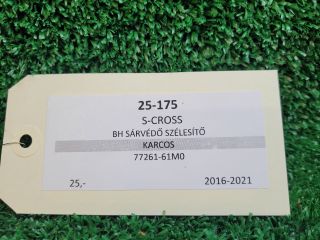 25-175
S-CROSS
BH SÁRVÉDŐ SZÉLESÍTŐ
KARCOS
77261-61M0
25,- 2016-2021